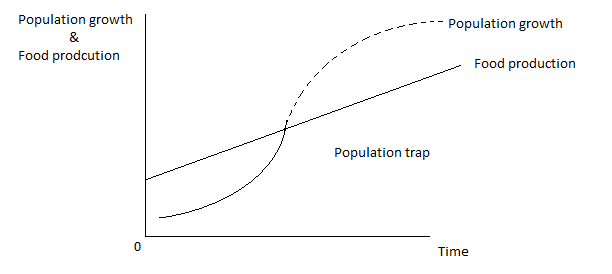 Population growth
&
Food prodcution
Population growth
Food production
Population trap
0
Time